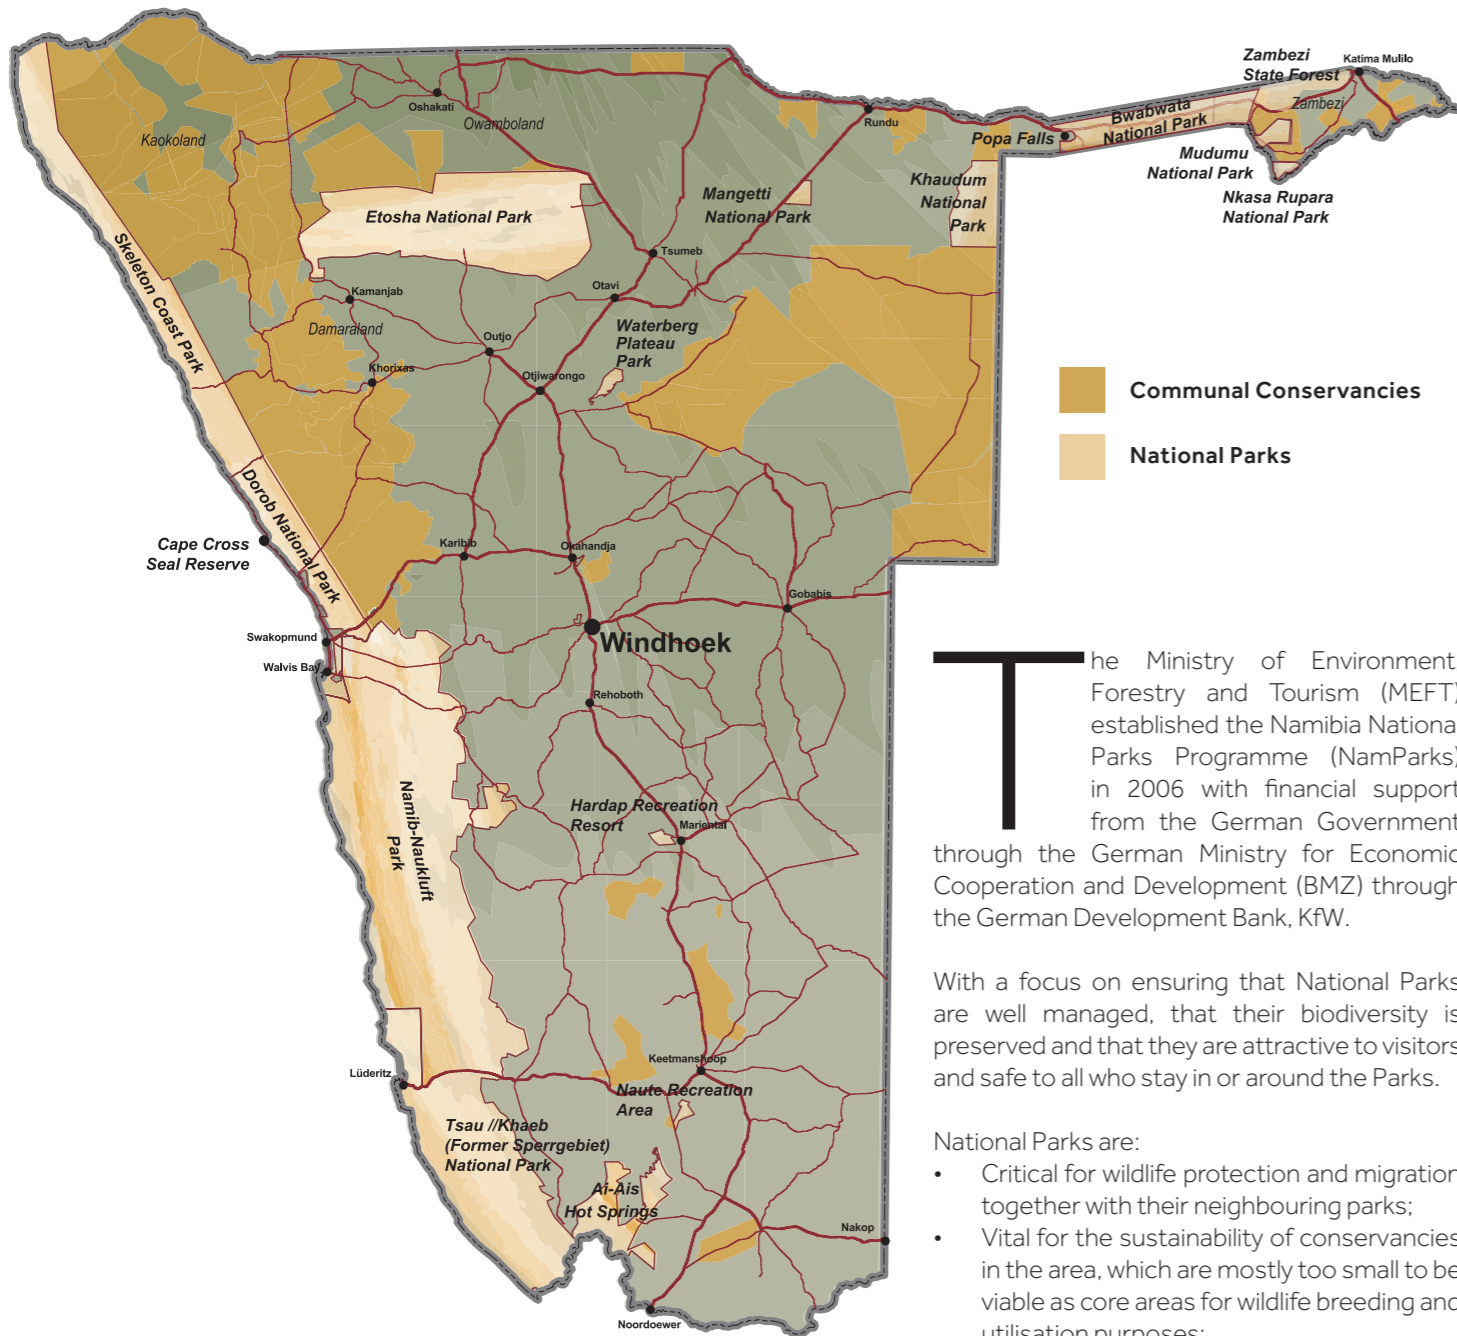 Zambezi
State Forest
Katima Mulilo
Zambezi
Oshakati
Owamboland
Kaokoland
Rundu
Bwabwata
National Park
Popa Falls
Mudumu
National Park
Nkasa Rupara
National Park
Khaudum
National
Park
Mangetti
National Park
Etosha National Park
Tsumeb
Skeleton Coast Park
Kamanjab
Otavi
Damaraland
Outjo
Waterberg
Plateau
Park
Khorixas
Otjiwarongo
Communal Conservancies
National Parks
Dorob National Park
Cape Cross
Seal Reserve
Karibib
Okahandja
Gobabis
Swakopmund
Windhoek
Walvis Bay
Rehoboth
Namib-Naukluft
Park
Hardap Recreation
Resort
Mariental
Keetmanshoop
Lüderitz
Naute Recreation
Area
Tsau //Khaeb
(Former Sperrgebiet)
National Park
Ai-Ais
Hot Springs
Nakop
Noordoewer
The Ministry of Environment,
Forestry and Tourism (MEFT)
established the Namibia National
Parks Programme (NamParks)
in 2006 with financial support
from the German Government
through the German Ministry for Economic
Cooperation and Development (BMZ) through
the German Development Bank, KfW.
With a focus on ensuring that National Parks
are well managed, that their biodiversity is
preserved and that they are attractive to visitors
and safe to all who stay in or around the Parks.
National Parks are:
• Critical for wildlife protection and migration
together with their neighbouring parks;
• Vital for the sustainability of conservancies
in the area, which are mostly too small to be
viable as core areas for wildlife breeding and
utilisation purposes;